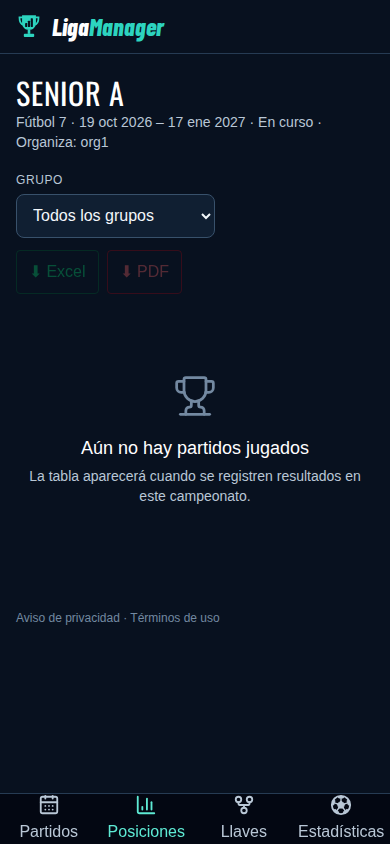 LigaManager
SENIOR A
Fútbol 7 · 19 oct 2026 – 17 ene 2027 · En curso ·
Organiza: org1
GRUPO
Todos los grupos
⬇ Excel ⬇ PDF
Aún no hay partidos jugados
La tabla aparecerá cuando se registren resultados en
este campeonato.
Aviso de privacidad · Términos de uso
Partidos Posiciones Llaves Estadísticas